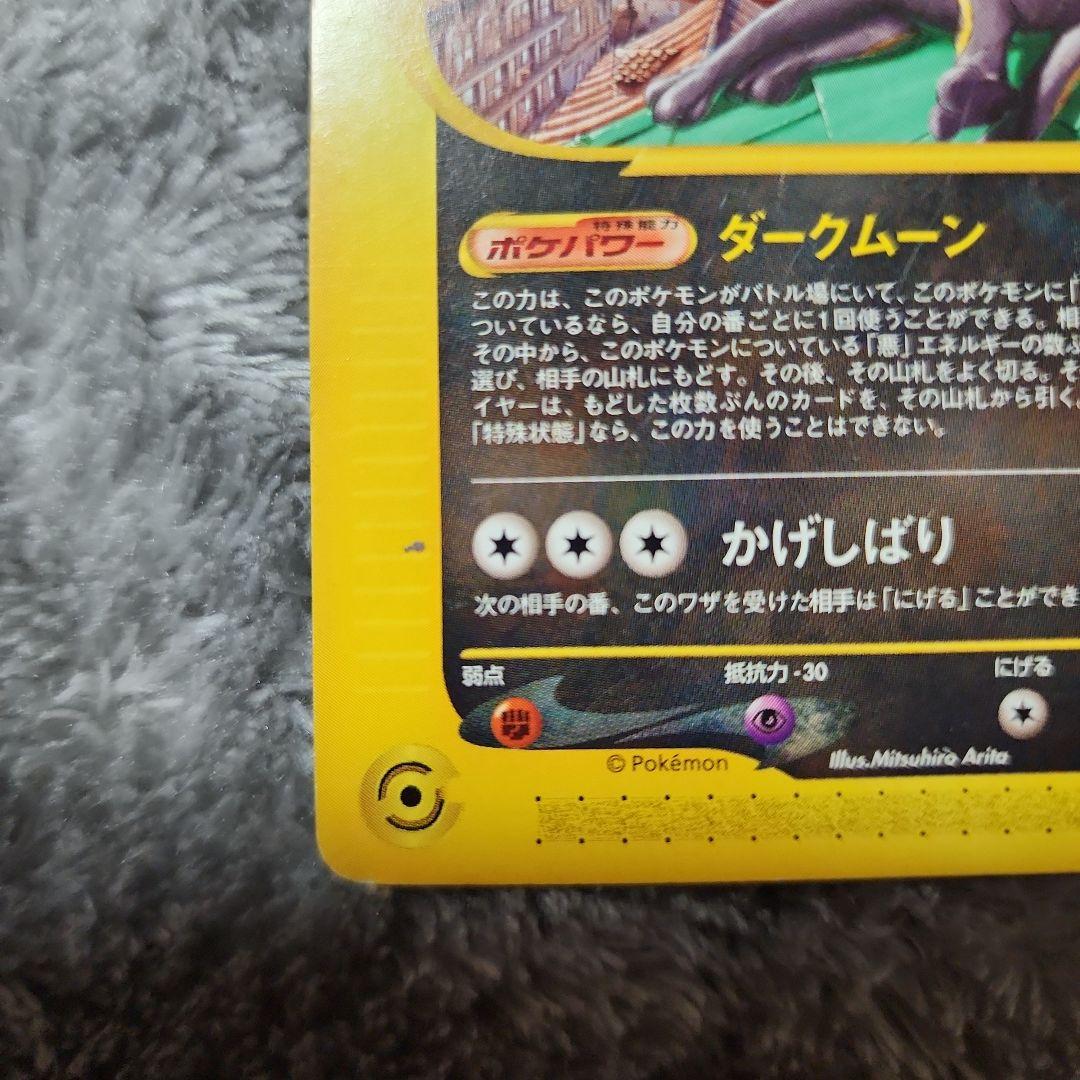 特殊能力
ポケパワー ダークムーン
この力は、このポケモンがバトル場にいて、このポケモンに「
ついているなら、自分の番ごとに1回使うことができる。相
その中から、このポケモンについている「悪」エネルギーの数ぶ
選び、相手の山札にもどす。その後、その山札をよく切る。そ
イヤーは、もどした枚数ぶんのカードを、その山札から引く。
「特殊状態」なら、この力を使うことはできない。
かげしばり
次の相手の番、このワザを受けた相手は「にげる」ことができ
弱点 抵抗力 -30 にげる
© Pokémon Illus. Mitsuhiro Arita